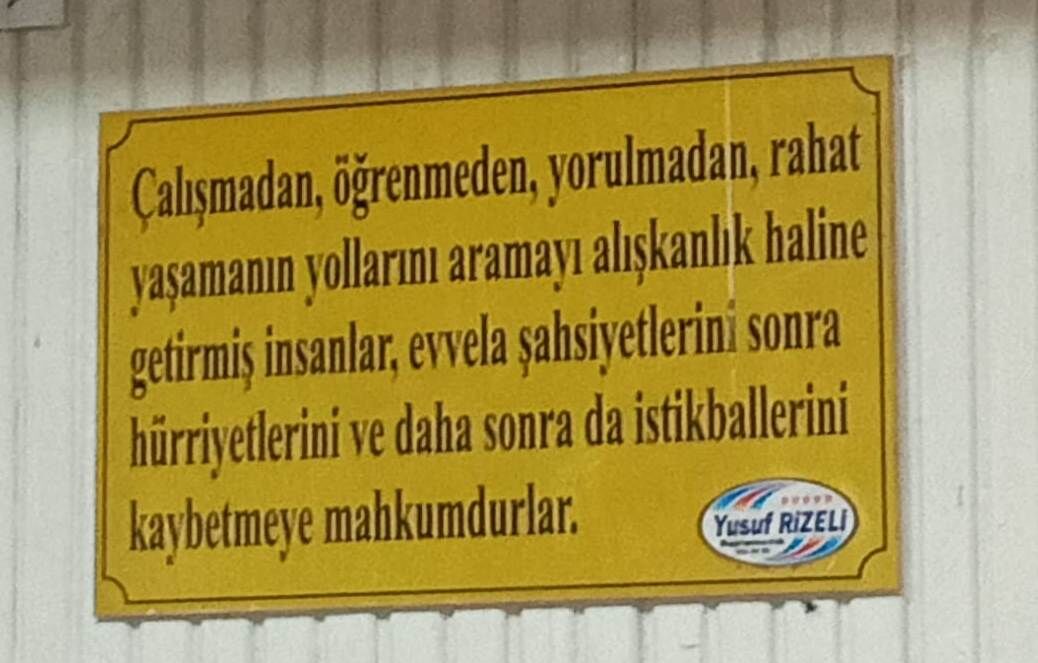 Çalışmadan, öğrenmeden, yorulmadan, rahat
yaşamanın yollarını aramayı alışkanlık haline
getirmiş insanlar, evvela şahsiyetlerini sonra
hürriyetlerini ve daha sonra da istikballerini
kaybetmeye mahkumdurlar.
Yusuf RİZELİ